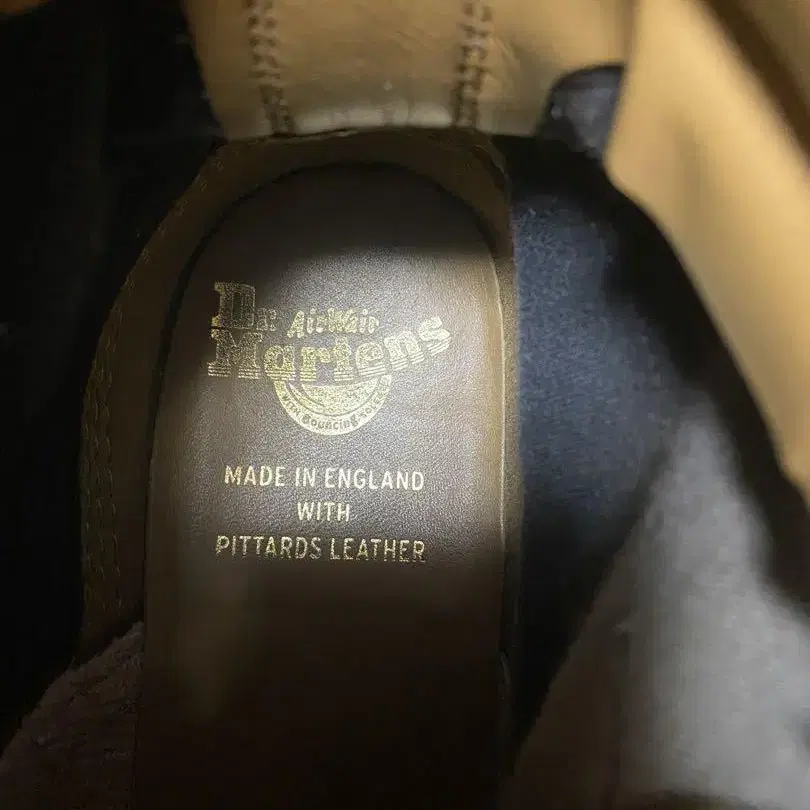 Dr. AirWair
Martens
WITH Bouncing SOLES
MADE IN ENGLAND
WITH
PITTARDS LEATHER